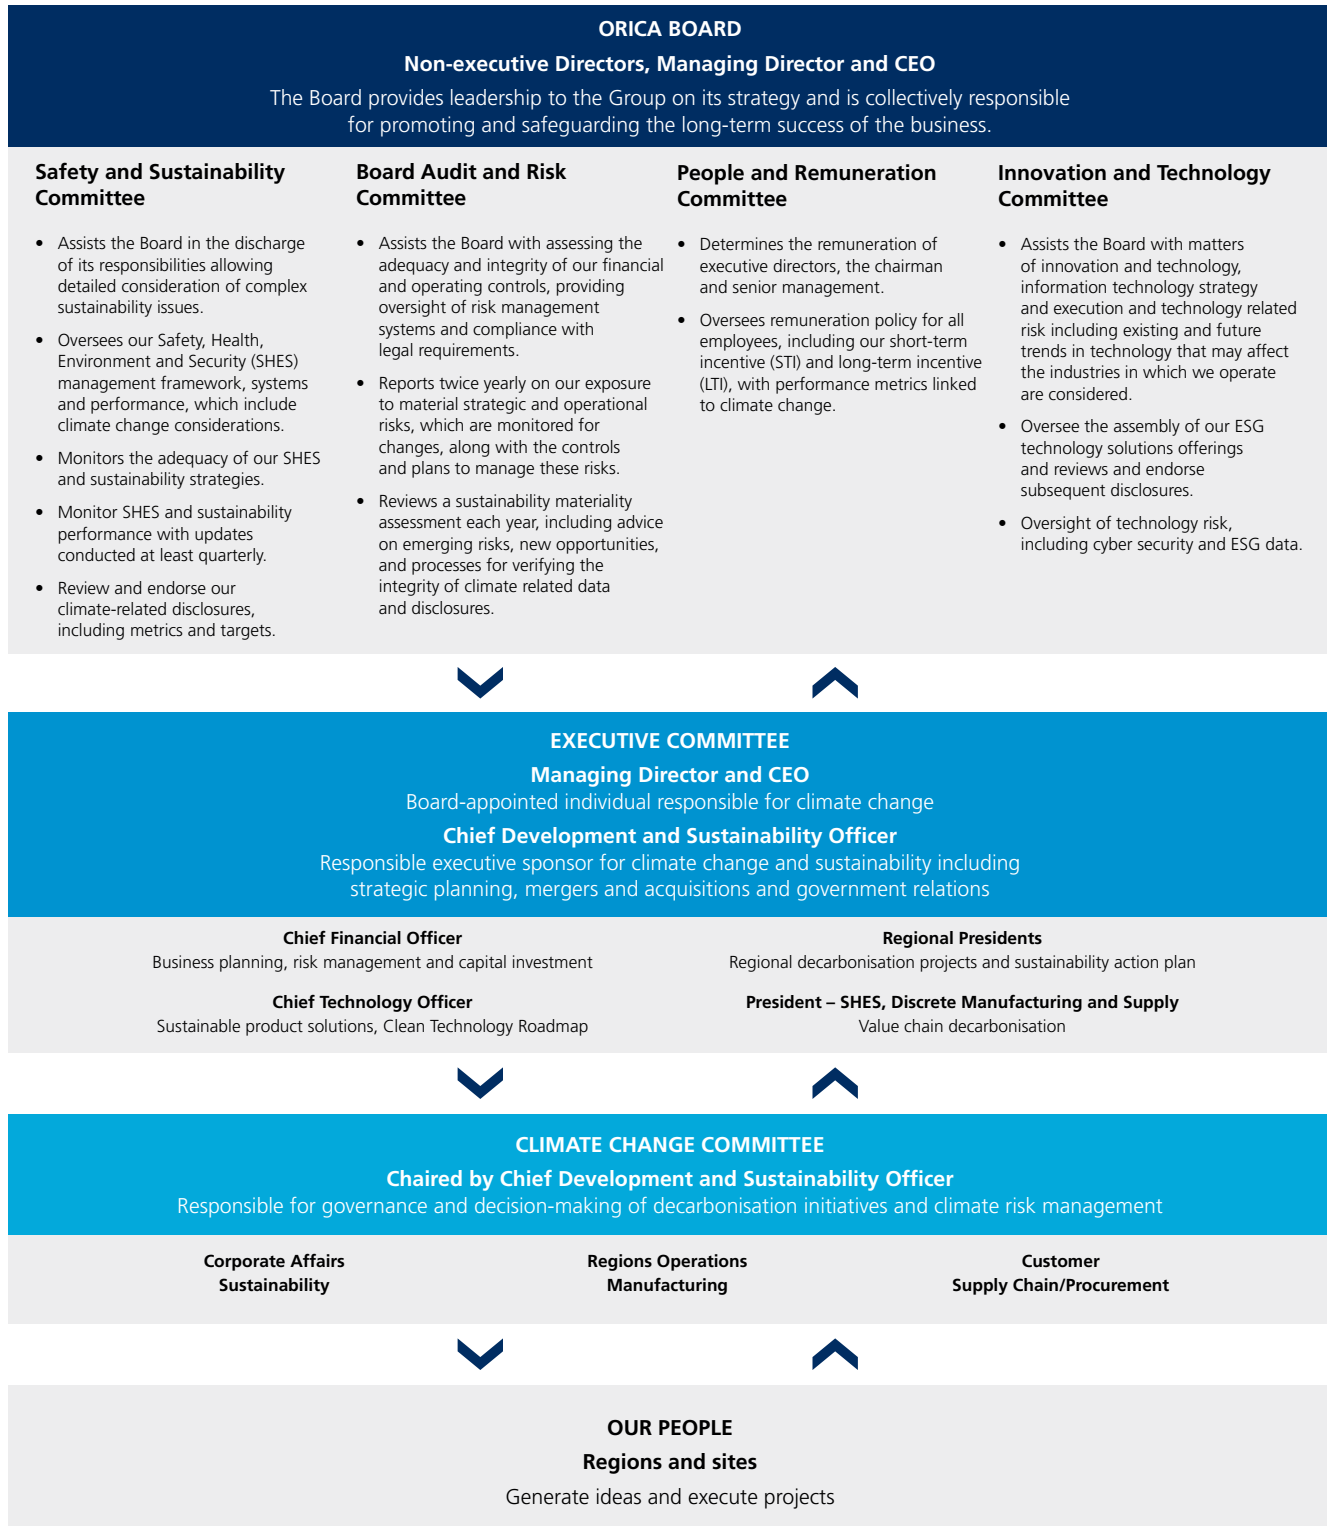 ORICA BOARD
Non-executive Directors, Managing Director and CEO
The Board provides leadership to the Group on its strategy and is collectively responsible
for promoting and safeguarding the long-term success of the business.
Safety and Sustainability
Committee
• Assists the Board in the discharge
of its responsibilities allowing
detailed consideration of complex
sustainability issues.
• Oversees our Safety, Health,
Environment and Security (SHES)
management framework, systems
and performance, which include
climate change considerations.
• Monitors the adequacy of our SHES
and sustainability strategies.
• Monitor SHES and sustainability
performance with updates
conducted at least quarterly.
• Review and endorse our
climate-related disclosures,
including metrics and targets.
Board Audit and Risk
Committee
• Assists the Board with assessing the
adequacy and integrity of our financial
and operating controls, providing
oversight of risk management
systems and compliance with
legal requirements.
• Reports twice yearly on our exposure
to material strategic and operational
risks, which are monitored for
changes, along with the controls
and plans to manage these risks.
• Reviews a sustainability materiality
assessment each year, including advice
on emerging risks, new opportunities,
and processes for verifying the
integrity of climate related data
and disclosures.
People and Remuneration
Committee
• Determines the remuneration of
executive directors, the chairman
and senior management.
• Oversees remuneration policy for all
employees, including our short-term
incentive (STI) and long-term incentive
(LTI), with performance metrics linked
to climate change.
Innovation and Technology
Committee
• Assists the Board with matters
of innovation and technology,
information technology strategy
and execution and technology related
risk including existing and future
trends in technology that may affect
the industries in which we operate
are considered.
• Oversee the assembly of our ESG
technology solutions offerings
and reviews and endorse
subsequent disclosures.
• Oversight of technology risk,
including cyber security and ESG data.
EXECUTIVE COMMITTEE
Managing Director and CEO
Board-appointed individual responsible for climate change
Chief Development and Sustainability Officer
Responsible executive sponsor for climate change and sustainability including
strategic planning, mergers and acquisitions and government relations
Chief Financial Officer
Business planning, risk management and capital investment
Chief Technology Officer
Sustainable product solutions, Clean Technology Roadmap
Regional Presidents
Regional decarbonisation projects and sustainability action plan
President – SHES, Discrete Manufacturing and Supply
Value chain decarbonisation
CLIMATE CHANGE COMMITTEE
Chaired by Chief Development and Sustainability Officer
Responsible for governance and decision-making of decarbonisation initiatives and climate risk management
Corporate Affairs
Sustainability
Regions Operations
Manufacturing
Customer
Supply Chain/Procurement
OUR PEOPLE
Regions and sites
Generate ideas and execute projects